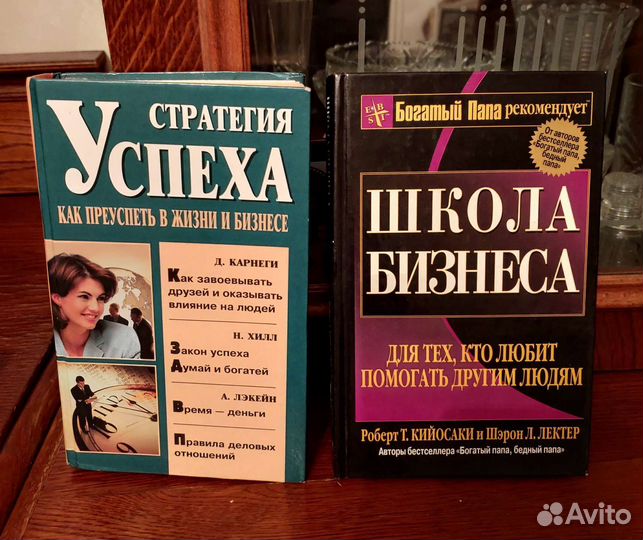 СТРАТЕГИЯ
УСПЕХА
КАК ПРЕУСПЕТЬ В ЖИЗНИ И БИЗНЕСЕ
Д. КАРНЕГИ
Как завоевывать
друзей и оказывать
влияние на людей
Н. ХИЛЛ
Закон успеха
Думай и богатей
А. ЛЭКЕЙН
Время — деньги
Правила деловых
отношений
E B
S T
Богатый Папа рекомендует
От авторов
бестселлера
«Богатый папа,
бедный
папа»
ШКОЛА
БИЗНЕСА
ДЛЯ ТЕХ, КТО ЛЮБИТ
ПОМОГАТЬ ДРУГИМ ЛЮДЯМ
Роберт Т. КИЙОСАКИ и Шэрон Л. ЛЕКТЕР
Авторы бестселлера «Богатый папа, бедный папа»
Avito